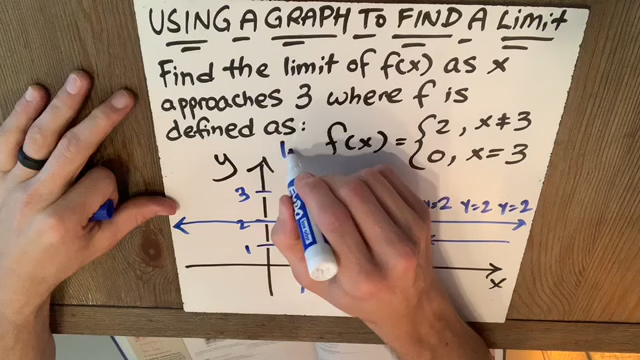 USING A GRAPH TO FIND A LIMIT
Find the limit of f(x) as x
approaches 3 where f is
defined as:
f(x) = { 2, x ≠ 3
0, x = 3
y
3
2
1
y=2 y=2 y=2
x
EXPO